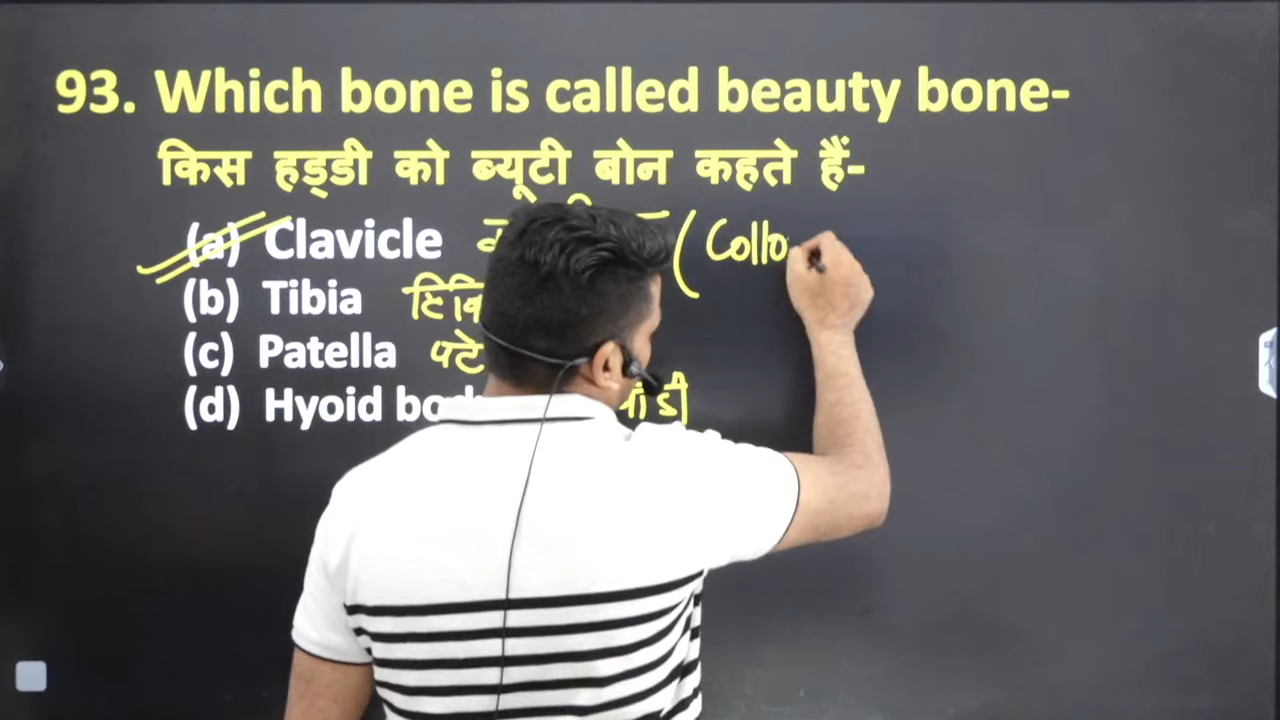 93. Which bone is called beauty bone-
किस हड्डी को ब्यूटी बोन कहते हैं-
(a) Clavicle (Collo
(b) Tibia
(c) Patella
(d) Hyoid